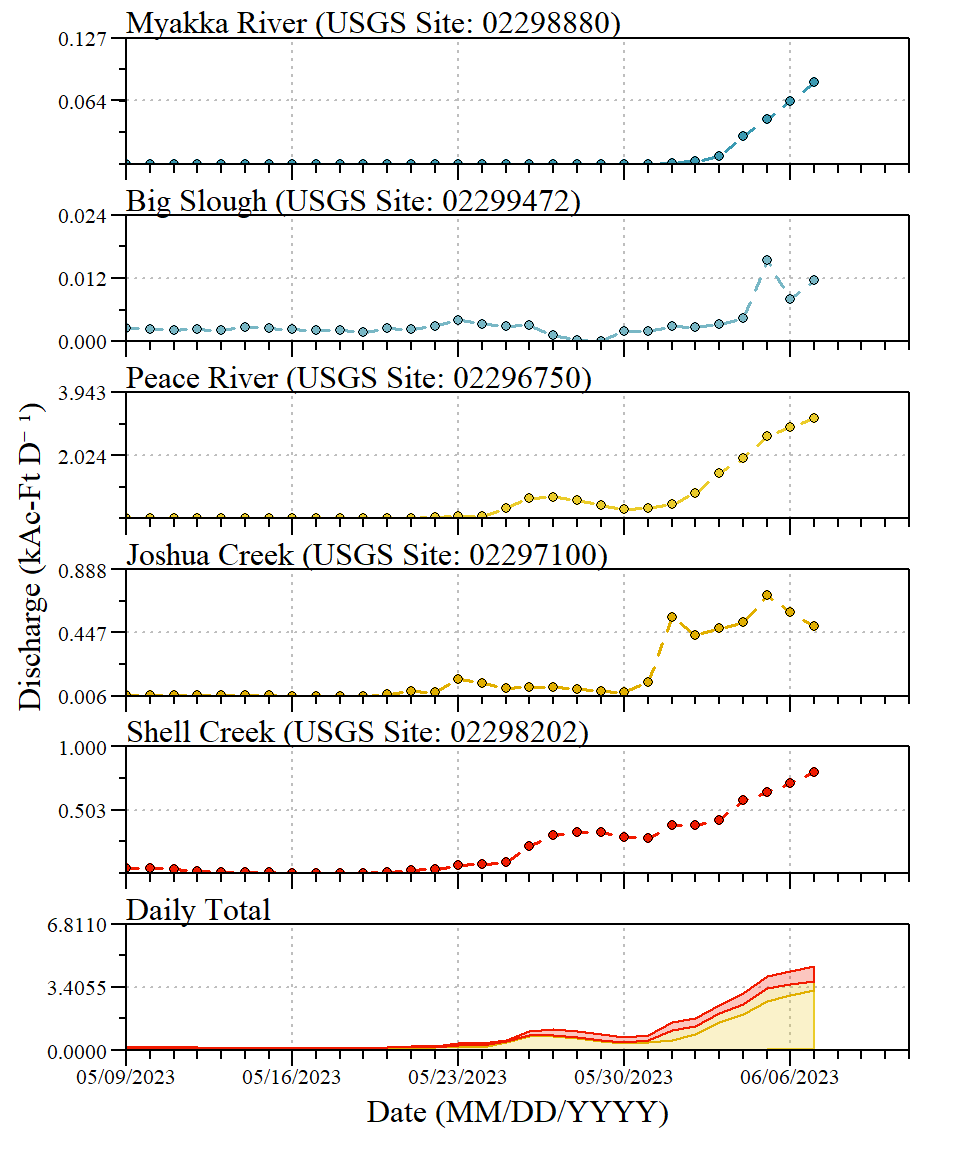 Myakka River (USGS Site: 02298880)
0.127
0.064
Big Slough (USGS Site: 02299472)
0.024
0.012
0.000
Peace River (USGS Site: 02296750)
3.943
2.024
Joshua Creek (USGS Site: 02297100)
0.888
0.447
0.006
Shell Creek (USGS Site: 02298202)
1.000
0.503
Daily Total
6.8110
3.4055
0.0000
Discharge (kAc-Ft D⁻¹)
05/09/2023 05/16/2023 05/23/2023 05/30/2023 06/06/2023
Date (MM/DD/YYYY)